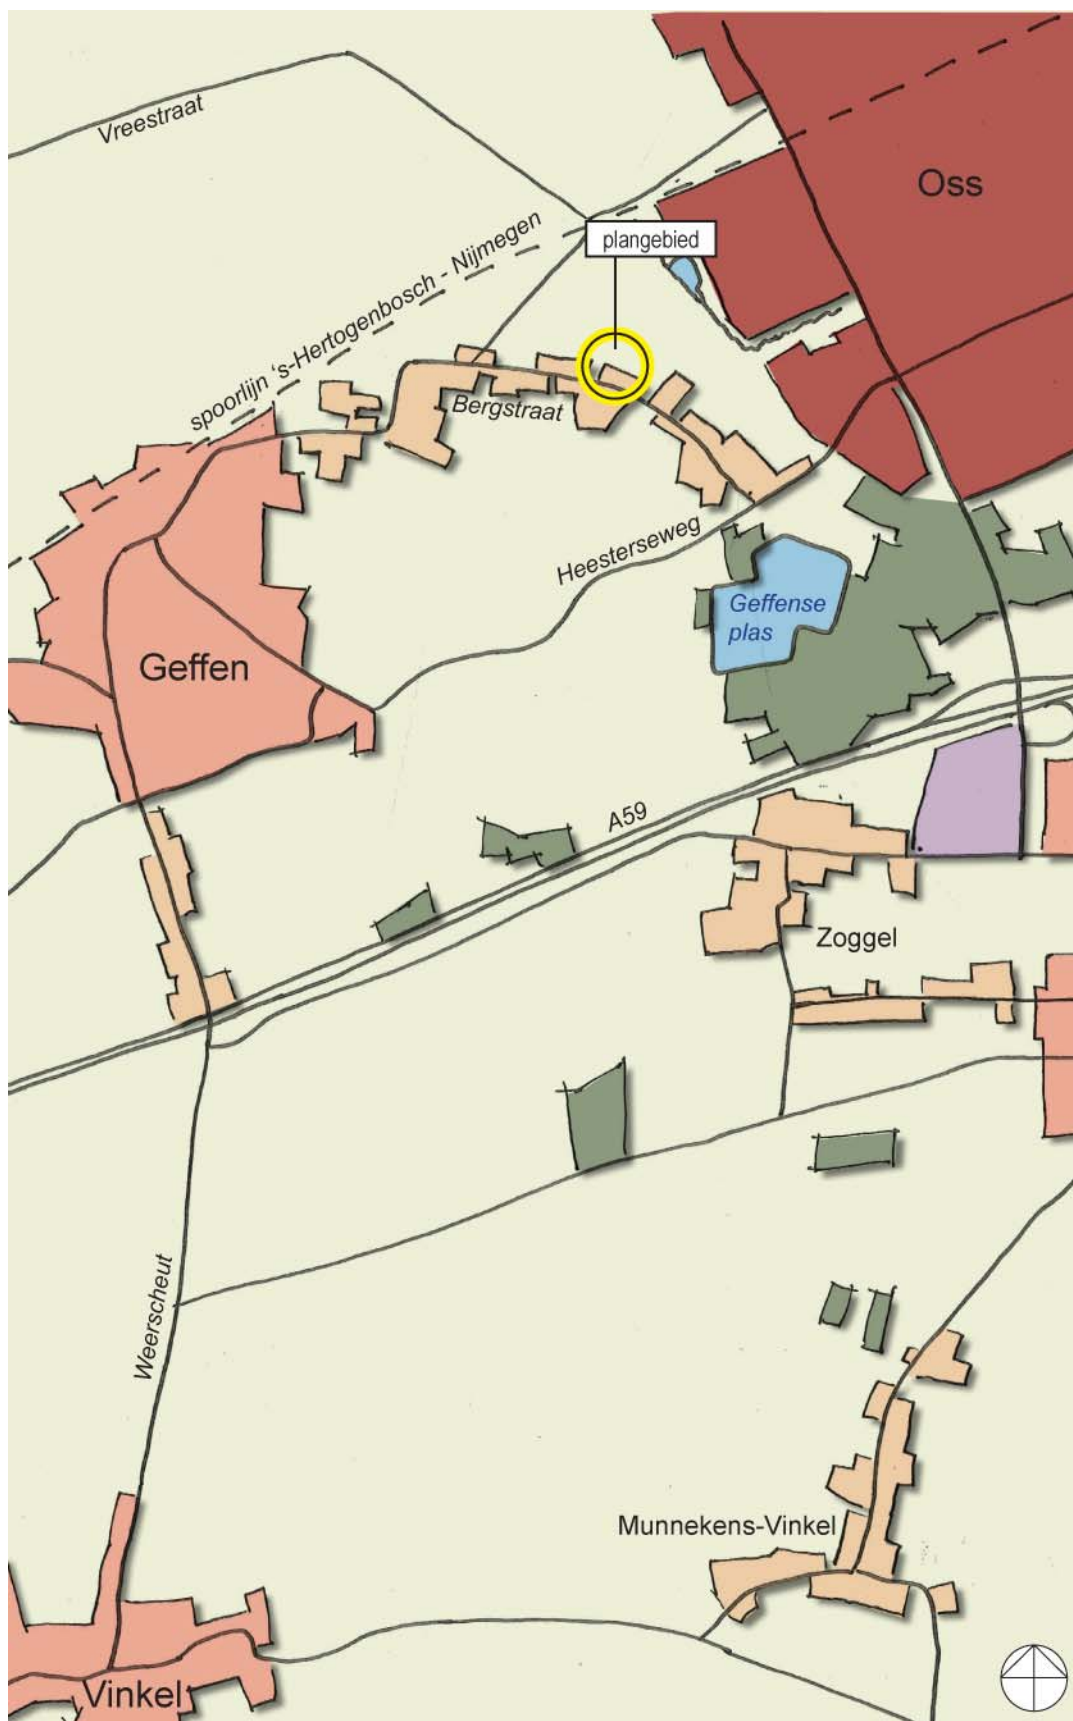 Vreestraat
Oss
plangebied
spoorlijn 's-Hertogenbosch - Nijmegen
Bergstraat
Heesterseweg
Geffense
plas
Geffen
A59
Zoggel
Weerscheut
Munnekens-Vinkel
Vinkel